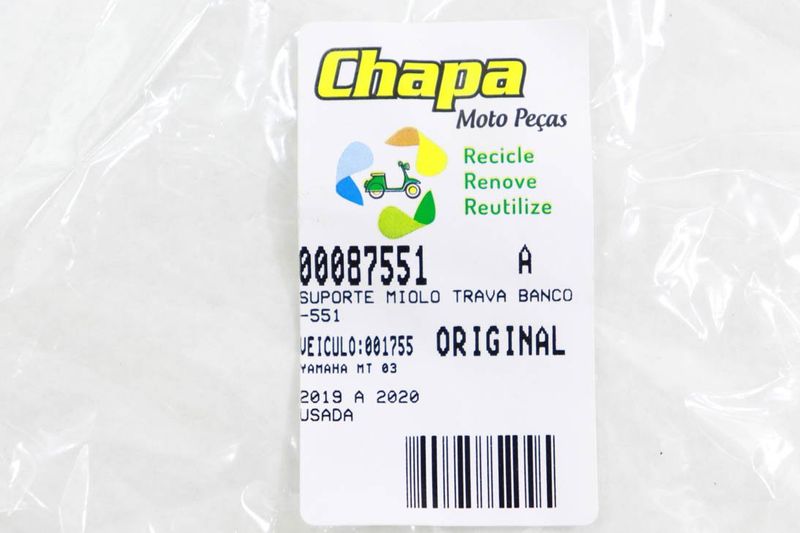 Chapa
Moto Peças
Recicle
Renove
Reutilize
00087551 A
SUPORTE MIOLO TRAVA BANCO
-551
VEICULO:001755 ORIGINAL
YAMAHA MT 03
2019 A 2020
USADA